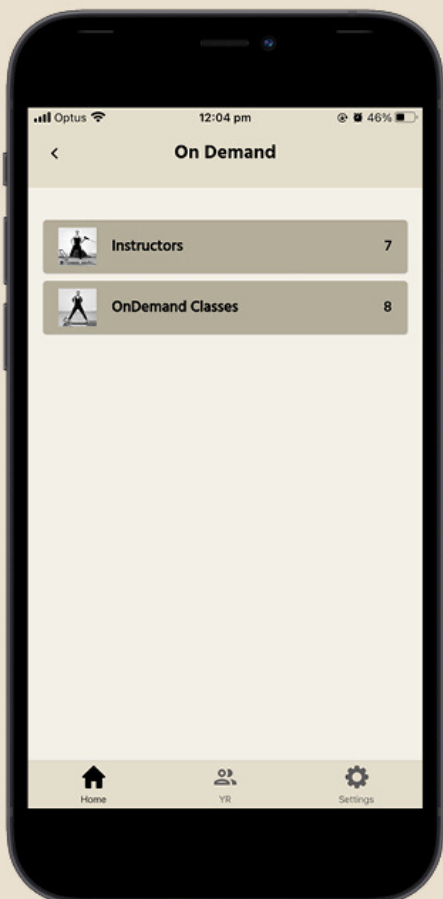 Optus 12:04 pm 46%
On Demand
Instructors 7
OnDemand Classes 8
Home YR Settings